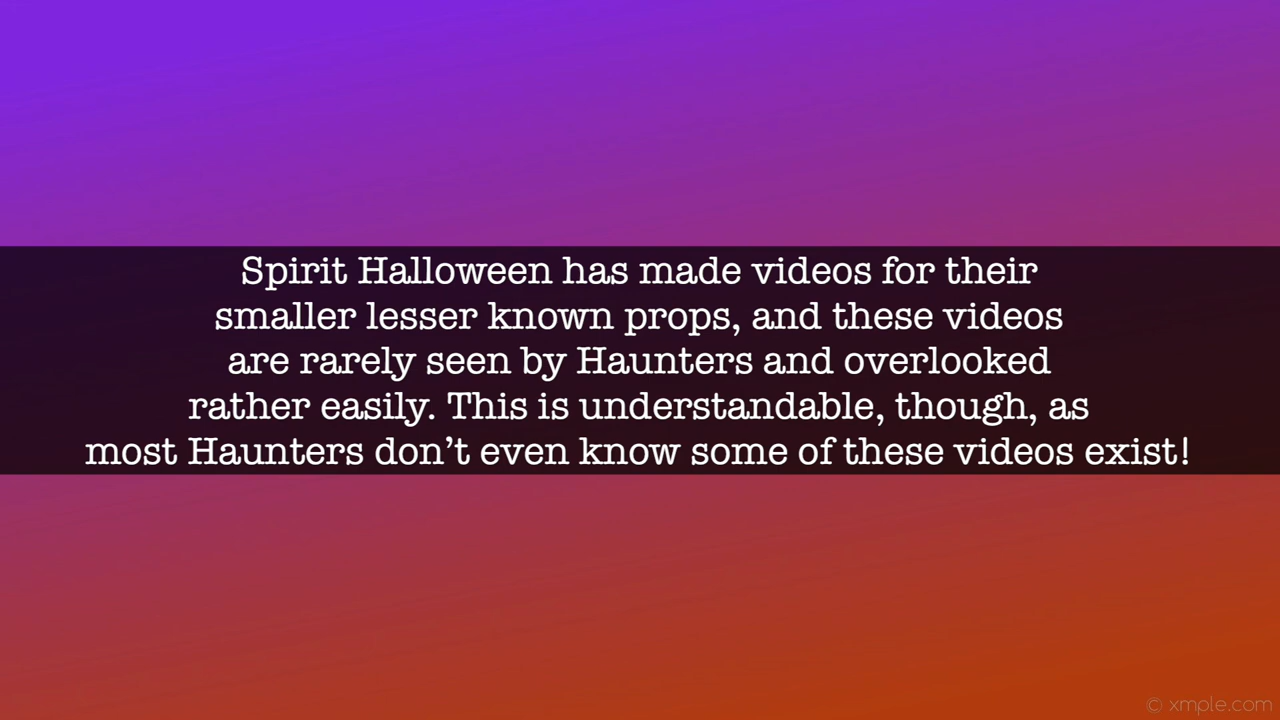 Spirit Halloween has made videos for their
smaller lesser known props, and these videos
are rarely seen by Haunters and overlooked
rather easily. This is understandable, though, as
most Haunters don’t even know some of these videos exist!
© xmple.com